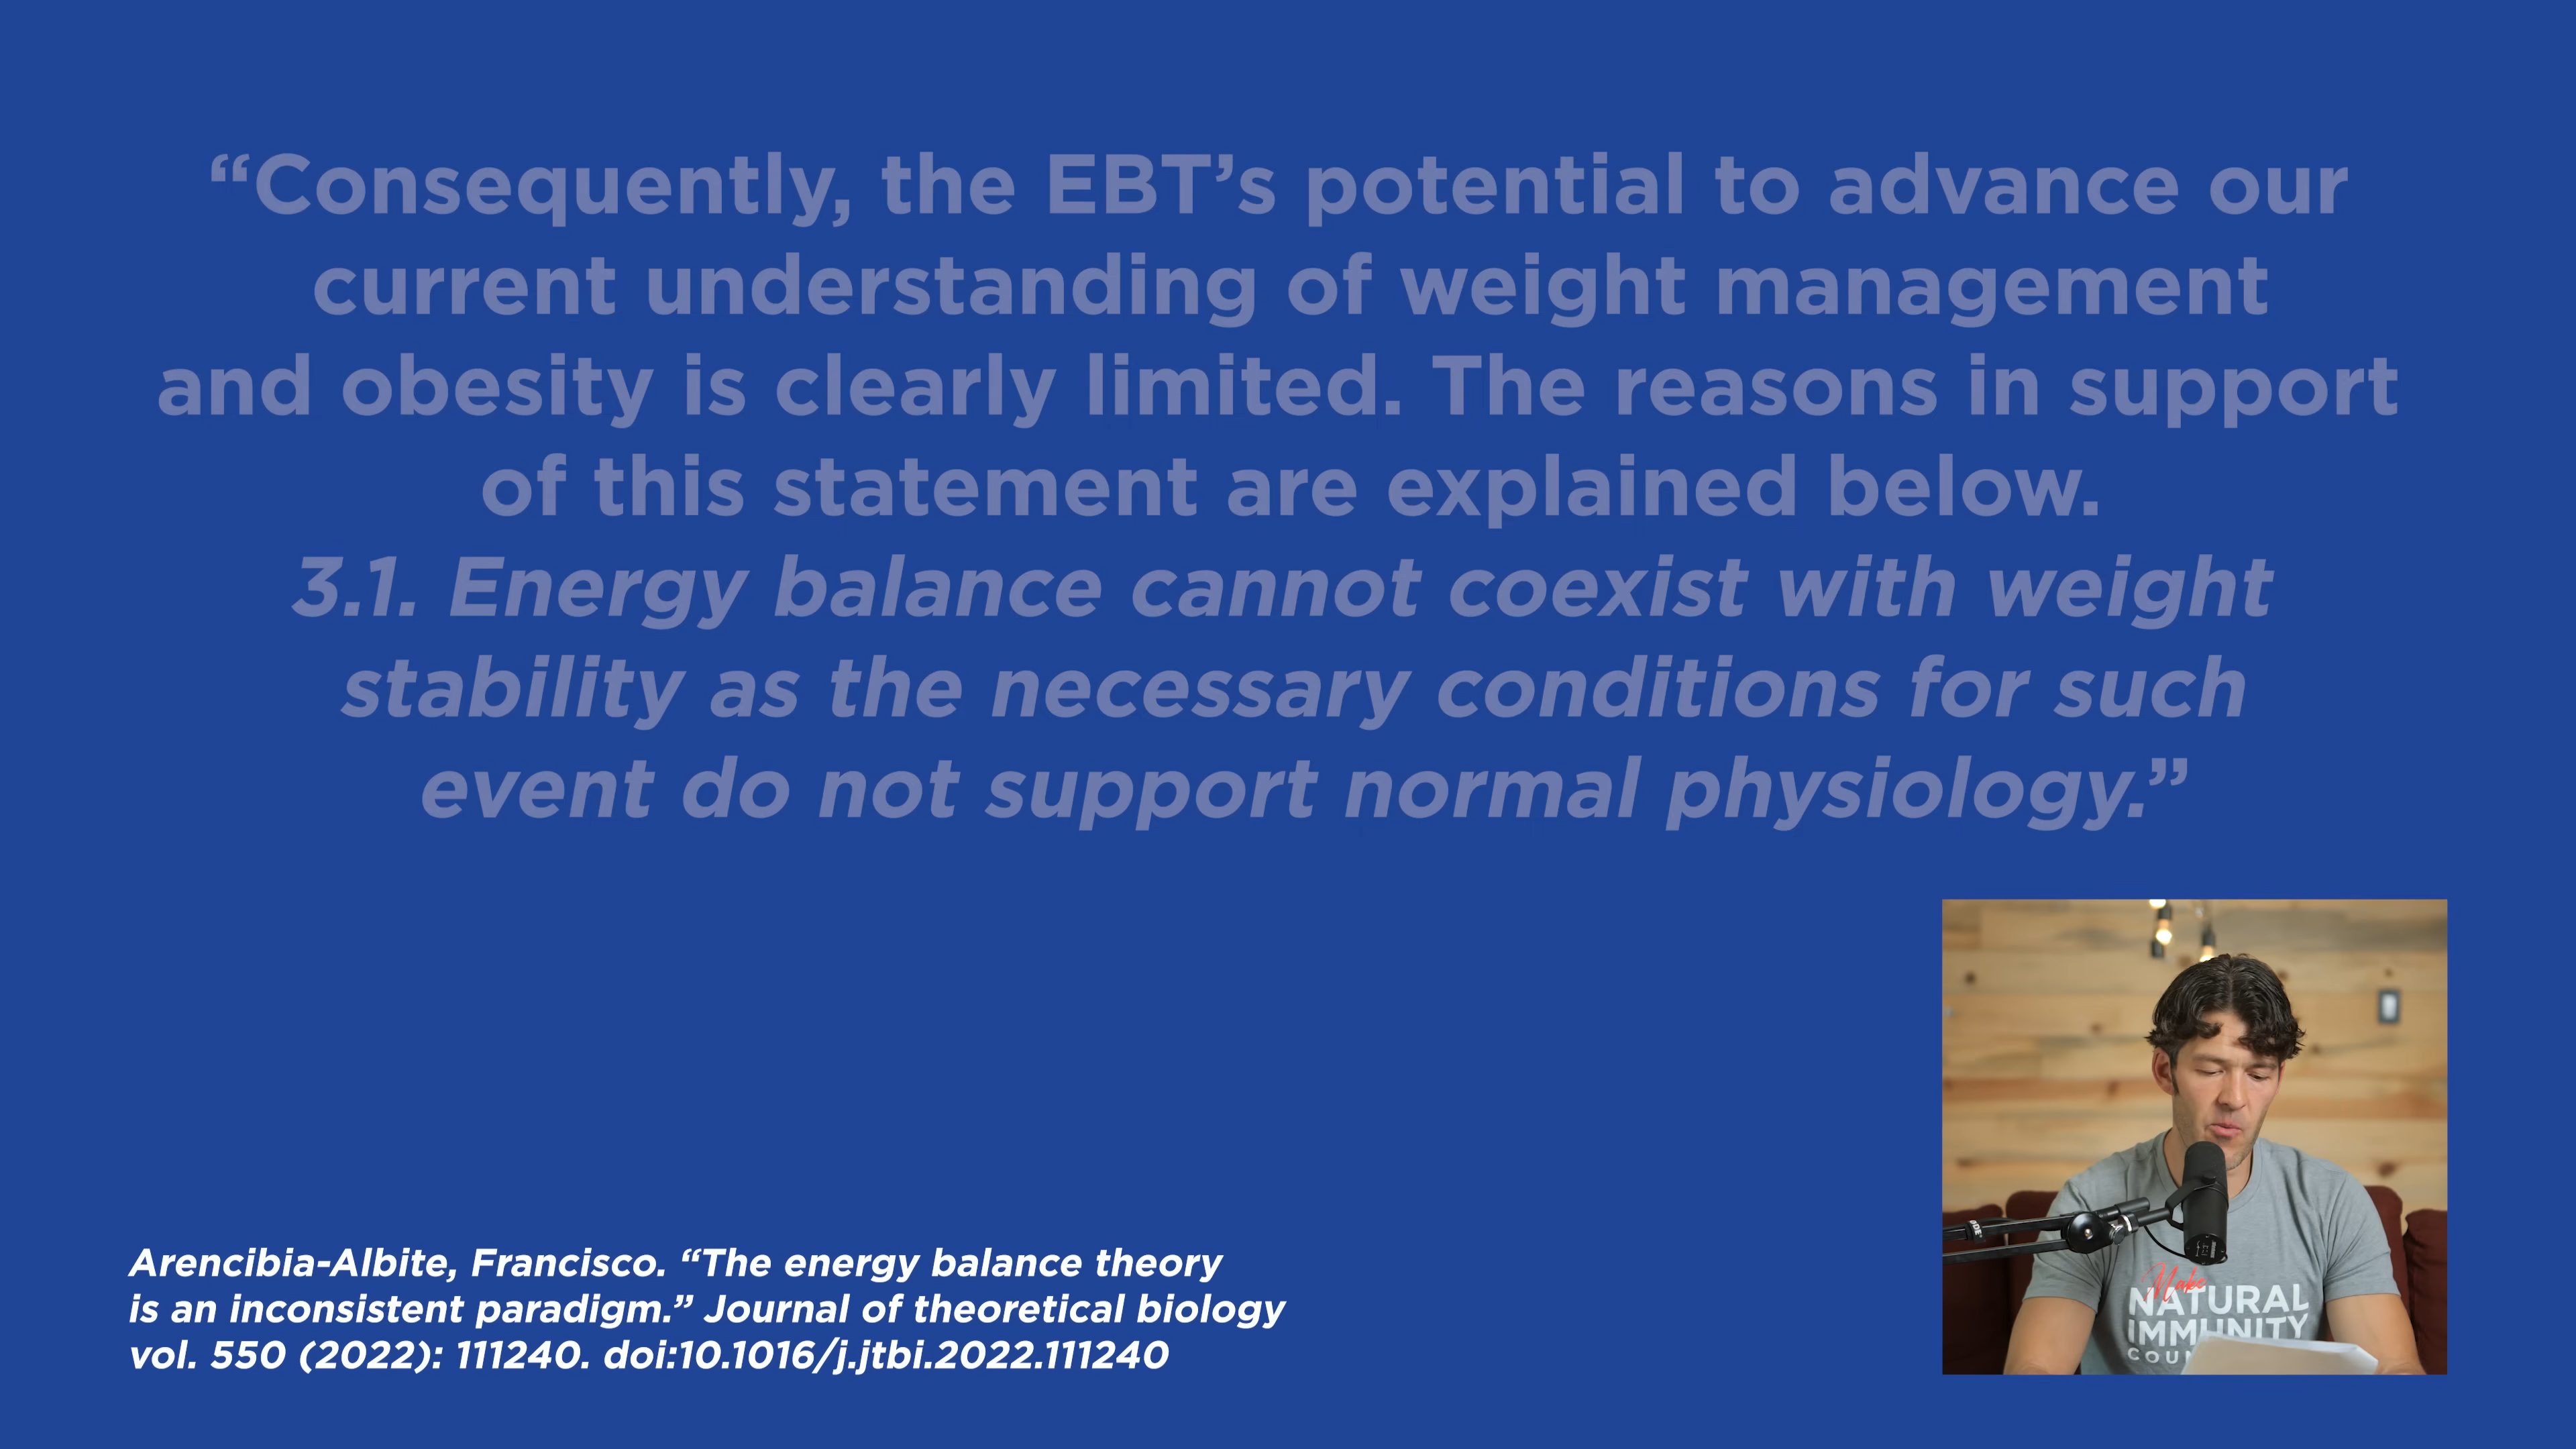 “Consequently, the EBT’s potential to advance our
current understanding of weight management
and obesity is clearly limited. The reasons in support
of this statement are explained below.
3.1. Energy balance cannot coexist with weight
stability as the necessary conditions for such
event do not support normal physiology.”
Make
NATURAL
IMMUNITY
COUN
Arencibia-Albite, Francisco. “The energy balance theory
is an inconsistent paradigm.” Journal of theoretical biology
vol. 550 (2022): 111240. doi:10.1016/j.jtbi.2022.111240